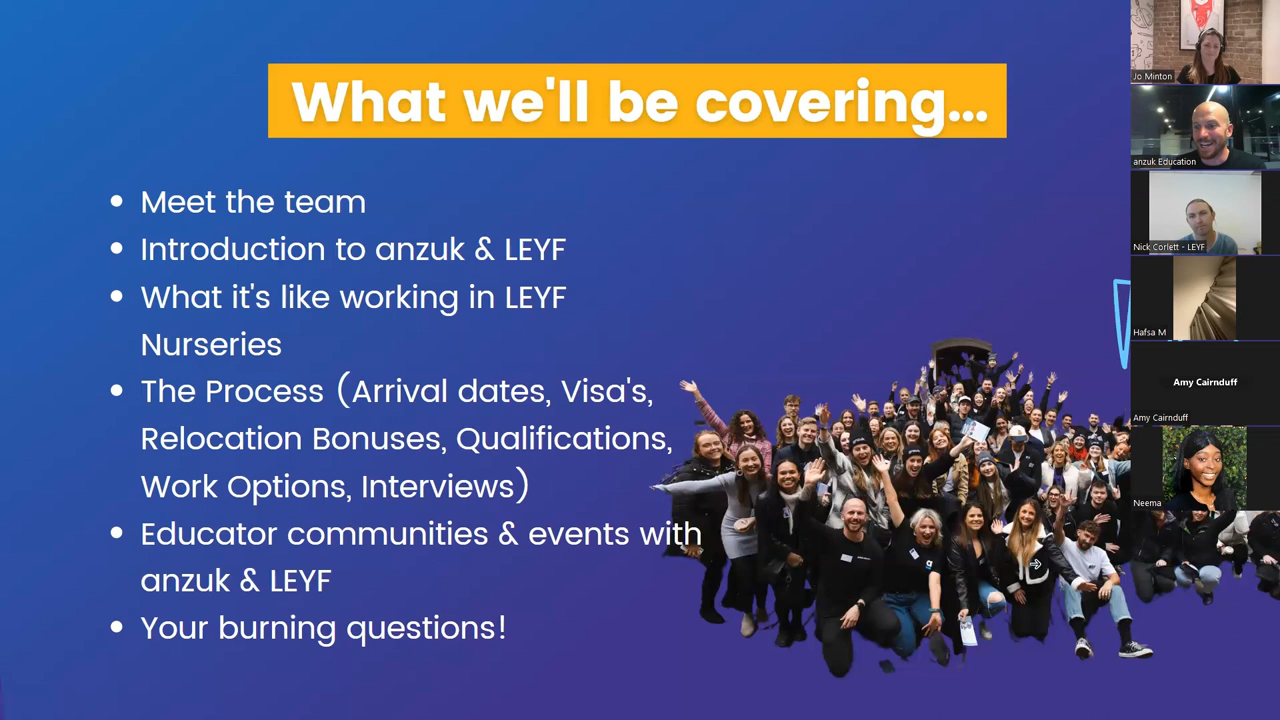 What we'll be covering...
• Meet the team
• Introduction to anzuk & LEYF
• What it's like working in LEYF
Nurseries
• The Process (Arrival dates, Visa's,
Relocation Bonuses, Qualifications,
Work Options, Interviews)
• Educator communities & events with
anzuk & LEYF
• Your burning questions!
Jo Minton
anzuk Education
Nick Corlett - LEYF
Hafsa M
Amy Cairnduff
Amy Cairnduff
Neema